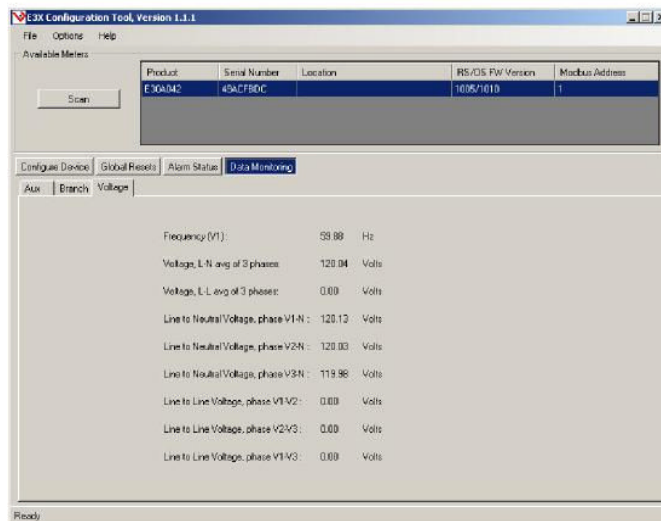 E3X Configuration Tool, Version 1.1.1
File Options Help
Available Meters
Product Serial Number Location RS/OS FW Version Modbus Address
E30A042 49ACFBDC 1005/1010 1
Scan
Configure Device Global Resets Alarm Status Data Monitoring
Aux Branch Voltage
Frequency (V1) : 59.88 Hz
Voltage, L-N avg of 3 phases: 120.04 Volts
Voltage, L-L avg of 3 phases: 0.00 Volts
Line to Neutral Voltage, phase V1-N : 120.13 Volts
Line to Neutral Voltage, phase V2-N : 120.03 Volts
Line to Neutral Voltage, phase V3-N : 119.98 Volts
Line to Line Voltage, phase V1-V2 : 0.00 Volts
Line to Line Voltage, phase V2-V3 : 0.00 Volts
Line to Line Voltage, phase V1-V3 : 0.00 Volts
Ready